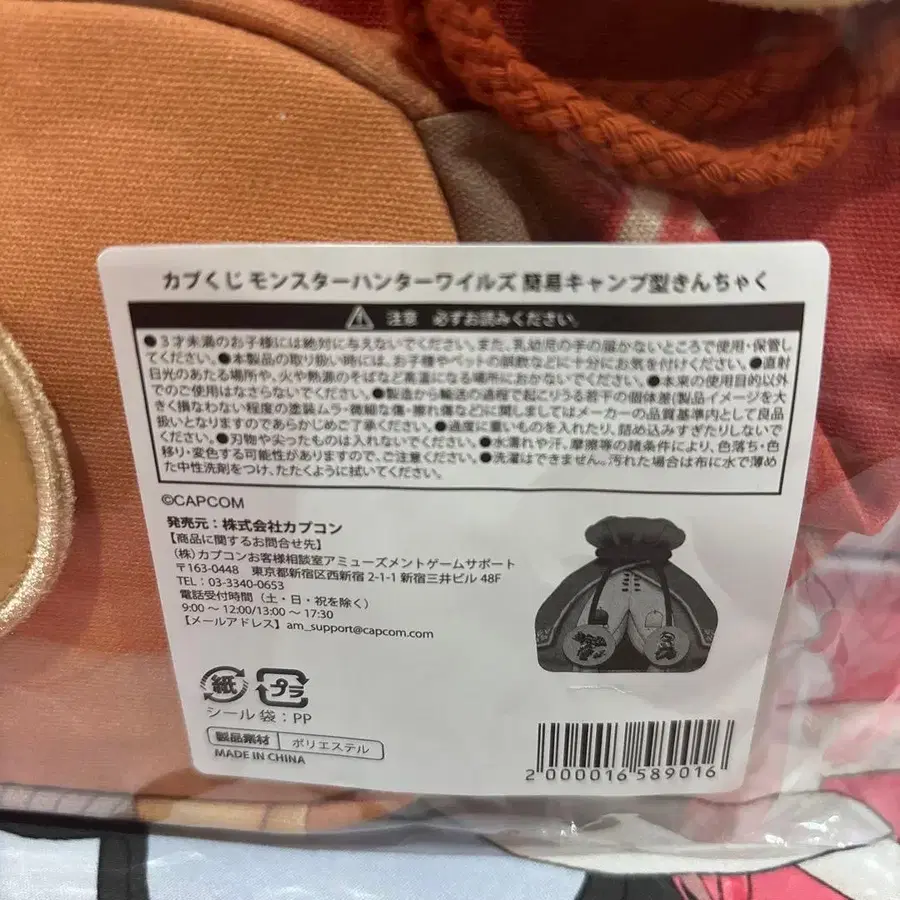 カプくじ モンスターハンターワイルズ 簡易キャンプ型きんちゃく
注意 必ずお読みください。
●3才未満のお子様には絶対に与えないでください。また、乳幼児の手の届かないところで使用・保管し
てください。●本製品の取り扱い時には、お子様やペットの誤飲などに十分にお気を付けください。●直射
日光のあたる場所や、火や熱源のそばなど高温になる場所におかないでください。●本来の使用目的以外
でのご使用はなさらないでください。●製造から輸送の過程で起こりうる若干の個体差(製品イメージを大
きく損なわない程度の塗装ムラ・微細な傷・擦れ傷など)に関しましてはメーカーの品質基準内として良品
扱いとなりますのであらかじめご了承ください。●過度に重いものを入れたり、詰め込みすぎたりしないで
ください。●刃物や尖ったものは入れないでください。●水濡れや汗、摩擦等の諸条件により、色落ち・色
移り・変色する可能性がありますので、ご注意ください。●洗濯はできません。汚れた場合は布に水で薄め
た中性洗剤をつけ、たたくように拭いてください。
©CAPCOM
発売元：株式会社カプコン
【商品に関するお問合せ先】
(株)カプコンお客様相談室アミューズメントゲームサポート
〒163-0448 東京都新宿区西新宿 2-1-1 新宿三井ビル 48F
TEL：03-3340-0653
電話受付時間（土・日・祝を除く）
9:00 ～ 12:00/13:00 ～ 17:30
【メールアドレス】am_support@capcom.com
紙 プラ
シール 袋：PP
製品素材 ポリエステル
MADE IN CHINA
2 000016 589016